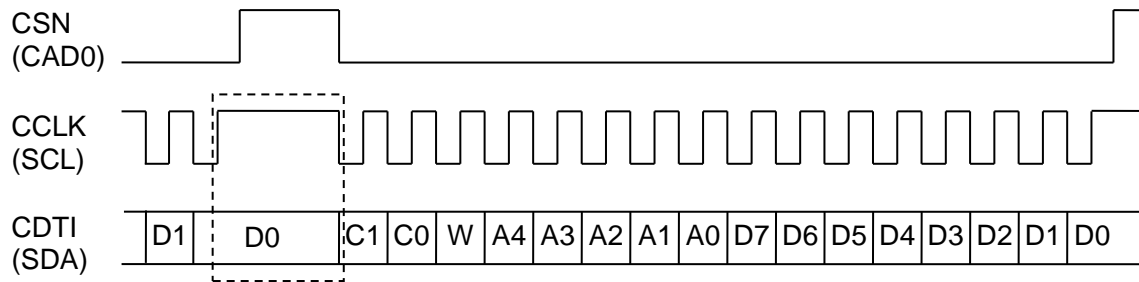 CSN
(CAD0)
CCLK
(SCL)
CDTI
(SDA)
D1 D0 C1 C0 W A4 A3 A2 A1 A0 D7 D6 D5 D4 D3 D2 D1 D0